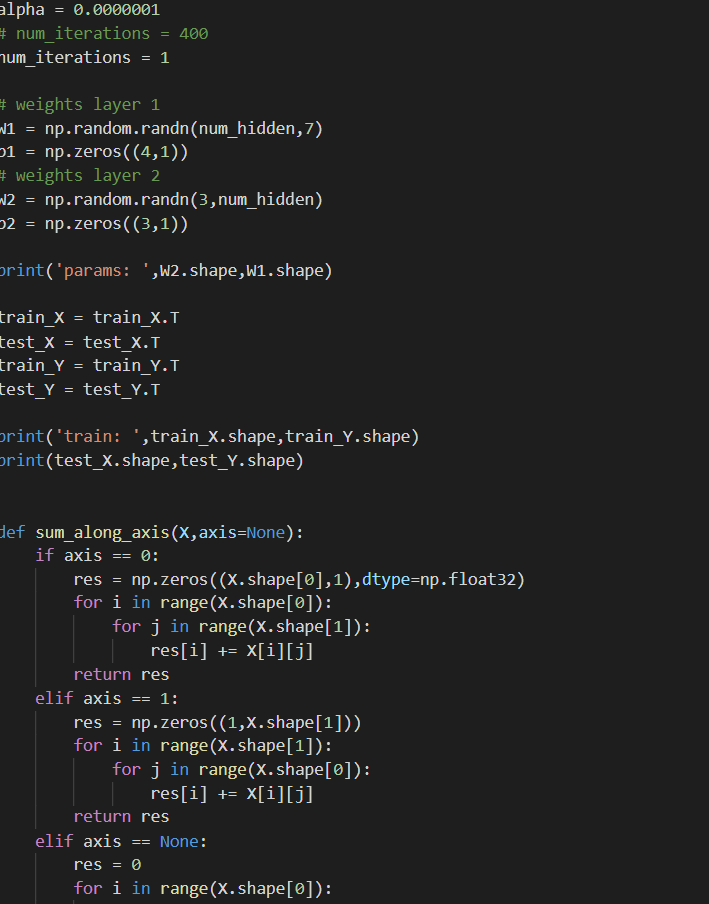 alpha = 0.0000001
# num_iterations = 400
num_iterations = 1
# weights layer 1
W1 = np.random.randn(num_hidden,7)
b1 = np.zeros((4,1))
# weights layer 2
W2 = np.random.randn(3,num_hidden)
b2 = np.zeros((3,1))
print('params: ',W2.shape,W1.shape)
train_X = train_X.T
test_X = test_X.T
train_Y = train_Y.T
test_Y = test_Y.T
print('train: ',train_X.shape,train_Y.shape)
print(test_X.shape,test_Y.shape)
def sum_along_axis(X,axis=None):
    if axis == 0:
        res = np.zeros((X.shape[0],1),dtype=np.float32)
        for i in range(X.shape[0]):
            for j in range(X.shape[1]):
                res[i] += X[i][j]
        return res
    elif axis == 1:
        res = np.zeros((1,X.shape[1]))
        for i in range(X.shape[1]):
            for j in range(X.shape[0]):
                res[i] += X[i][j]
        return res
    elif axis == None:
        res = 0
        for i in range(X.shape[0]):